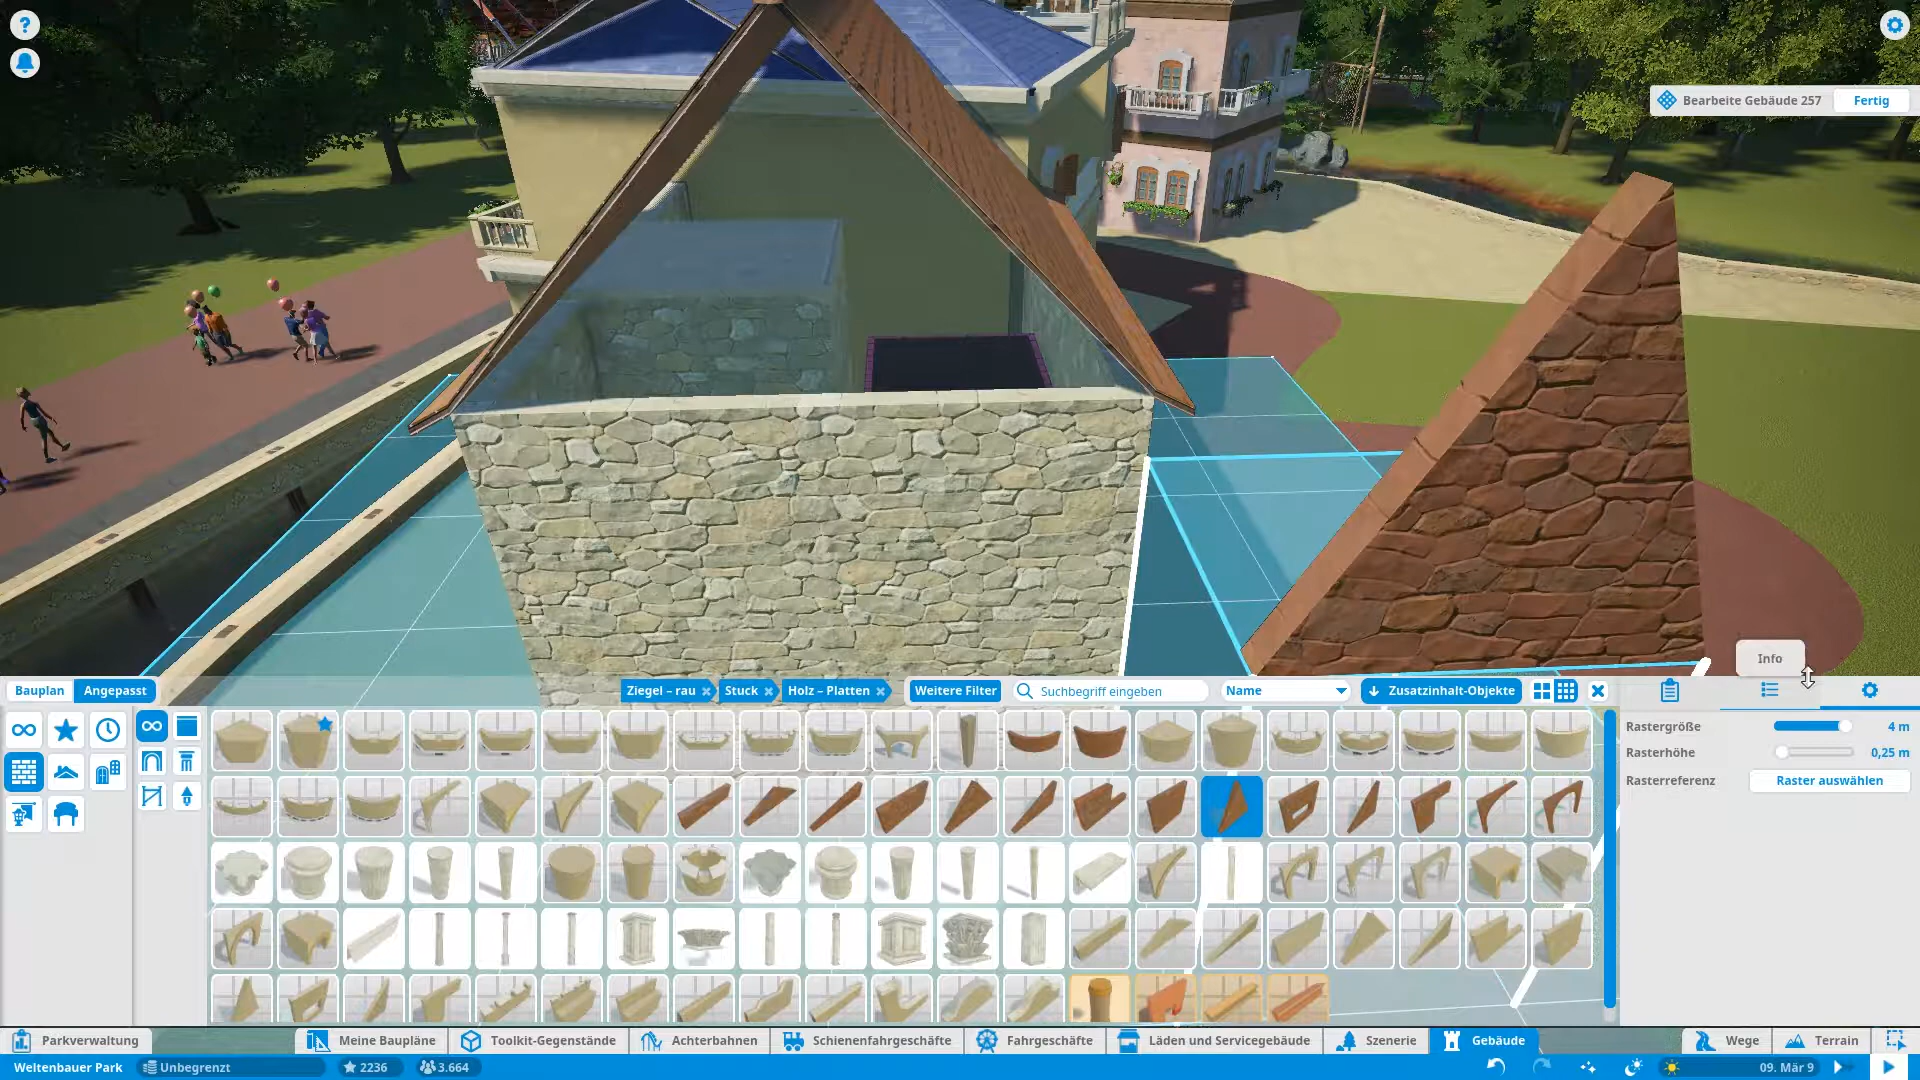 Bearbeite Gebäude 257
Fertig
Info
Bauplan
Angepasst
Ziegel – rau
Stuck
Holz – Platten
Weitere Filter
Suchbegriff eingeben
Name
Zusatzinhalt-Objekte
Rastergröße
4 m
Rasterhöhe
0,25 m
Rasterreferenz
Raster auswählen
Parkverwaltung
Meine Baupläne
Toolkit-Gegenstände
Achterbahnen
Schienenfahrgeschäfte
Fahrgeschäfte
Läden und Servicegebäude
Szenerie
Gebäude
Wege
Terrain
Weltenbauer Park
Unbegrenzt
2236
3.664
09. Mär 9